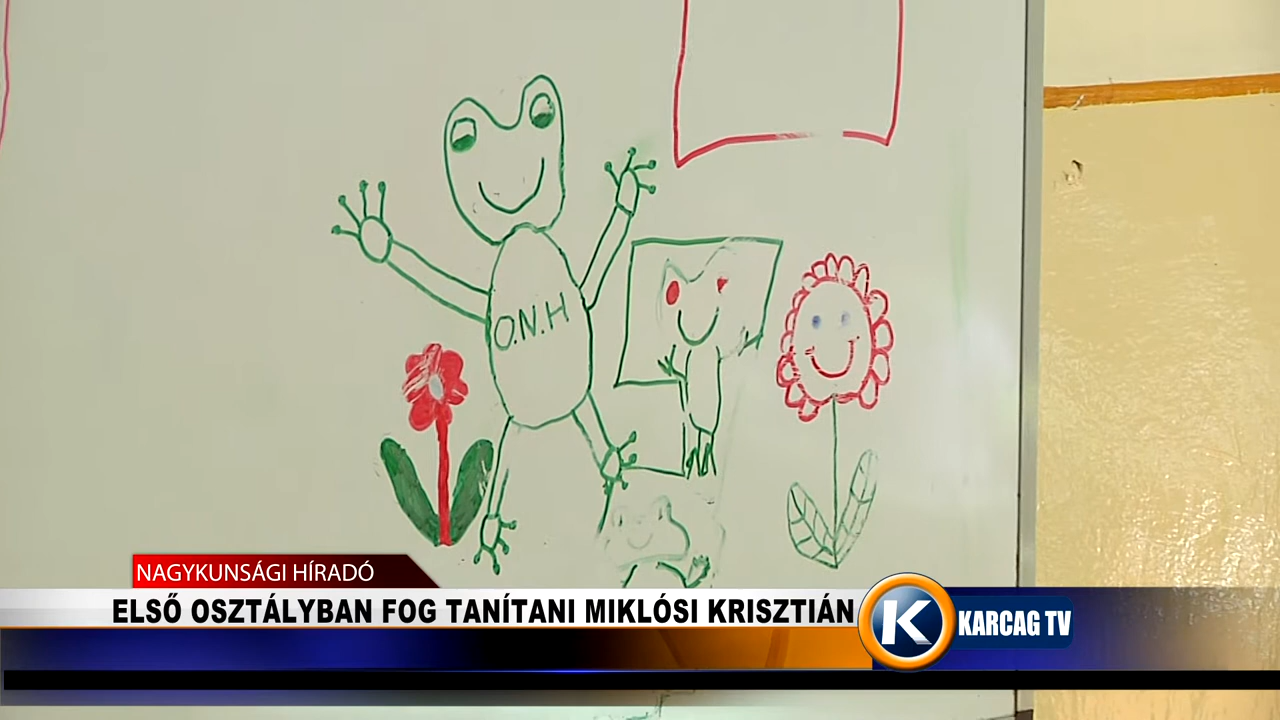 O.N.H
NAGYKUNSÁGI HÍRADÓ
ELSŐ OSZTÁLYBAN FOG TANÍTANI MIKLÓSI KRISZTIÁN
K KARCAG TV